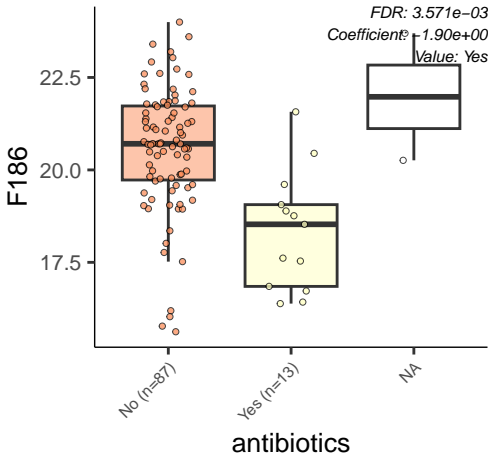 FDR: 3.571e−03
Coefficient: −1.90e+00
Value: Yes
F186
22.5
20.0
17.5
No (n=87)
Yes (n=13)
NA
antibiotics